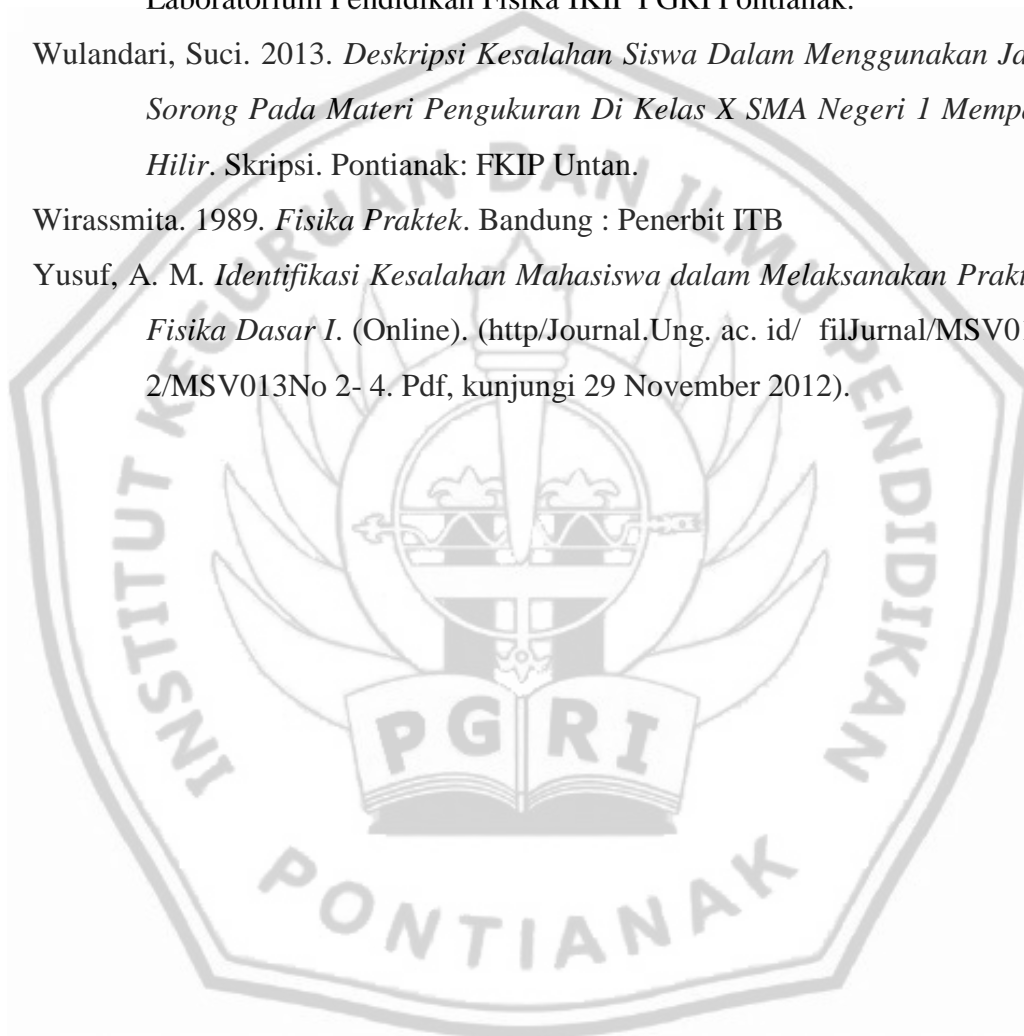 Laboratorium Pendidikan Fisika IKIP PGRI Pontianak.
Wulandari, Suci. 2013. Deskripsi Kesalahan Siswa Dalam Menggunakan Ja
Sorong Pada Materi Pengukuran Di Kelas X SMA Negeri 1 Mempa
Hilir. Skripsi. Pontianak: FKIP Untan.
Wirassmita. 1989. Fisika Praktek. Bandung : Penerbit ITB
Yusuf, A. M. Identifikasi Kesalahan Mahasiswa dalam Melaksanakan Prakt
Fisika Dasar I. (Online). (http/Journal.Ung. ac. id/ filJurnal/MSV0
2/MSV013No 2- 4. Pdf, kunjungi 29 November 2012).
INSTITUT KEGURUAN DAN ILMU PENDIDIKAN
PGRI
PONTIANAK